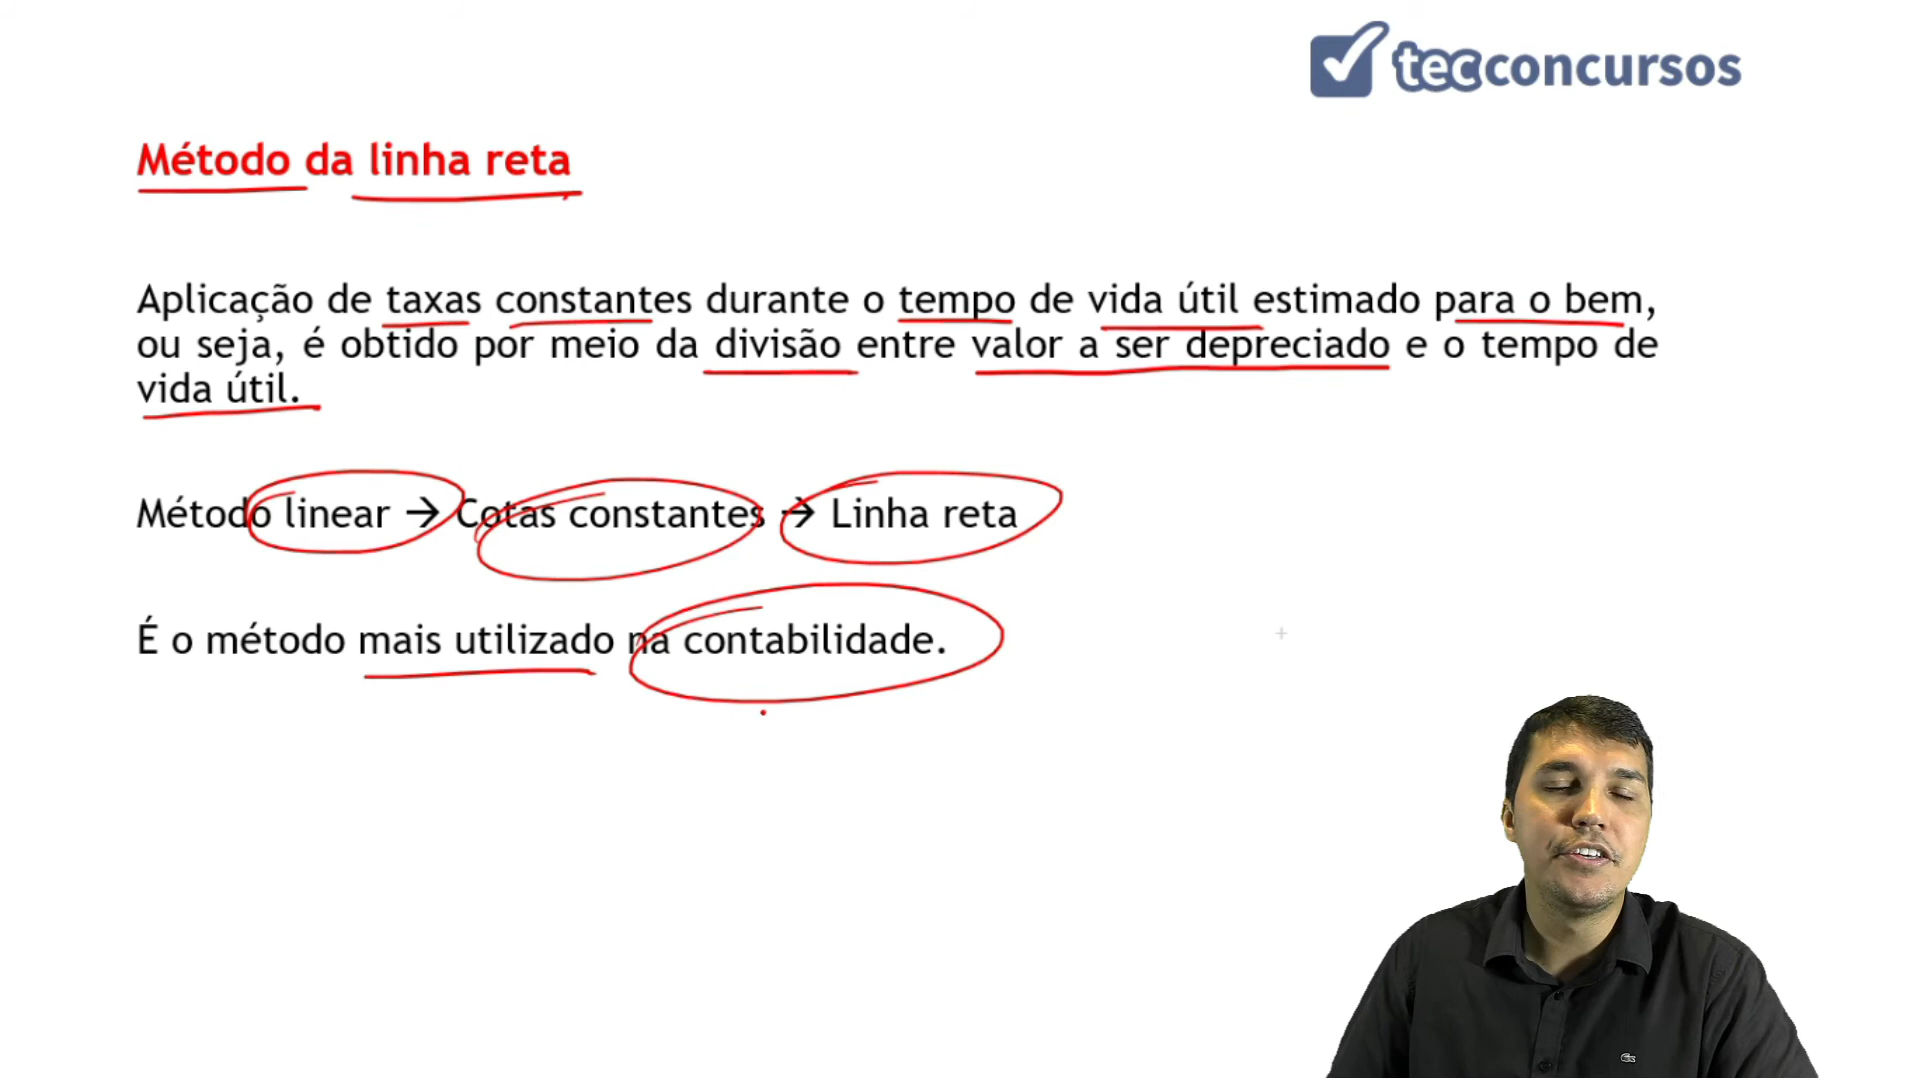 tecconcursos
Método da linha reta
Aplicação de taxas constantes durante o tempo de vida útil estimado para o bem,
ou seja, é obtido por meio da divisão entre valor a ser depreciado e o tempo de
vida útil.
Método linear → Cotas constantes → Linha reta
É o método mais utilizado na contabilidade.